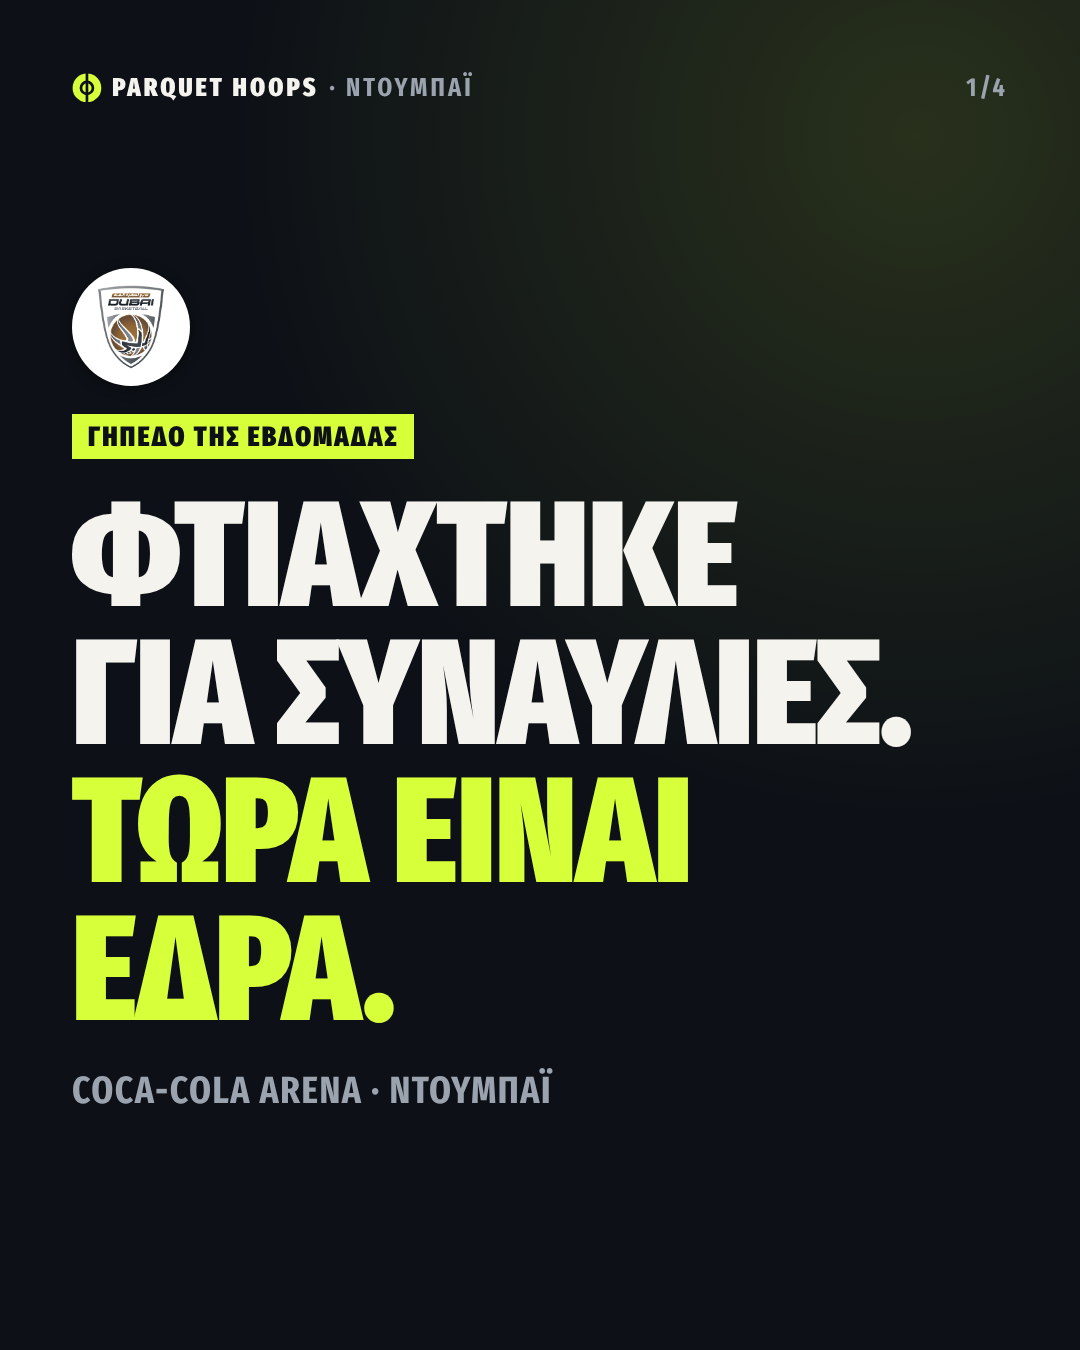 PARQUET HOOPS · ΝΤΟΥΜΠΑΪ
1/4
DUBAI
BASKETBALL
ΓΗΠΕΔΟ ΤΗΣ ΕΒΔΟΜΑΔΑΣ
ΦΤΙΑΧΤΗΚΕ
ΓΙΑ ΣΥΝΑΥΛΙΕΣ.
ΤΩΡΑ ΕΙΝΑΙ
ΕΔΡΑ.
COCA-COLA ARENA · ΝΤΟΥΜΠΑΪ